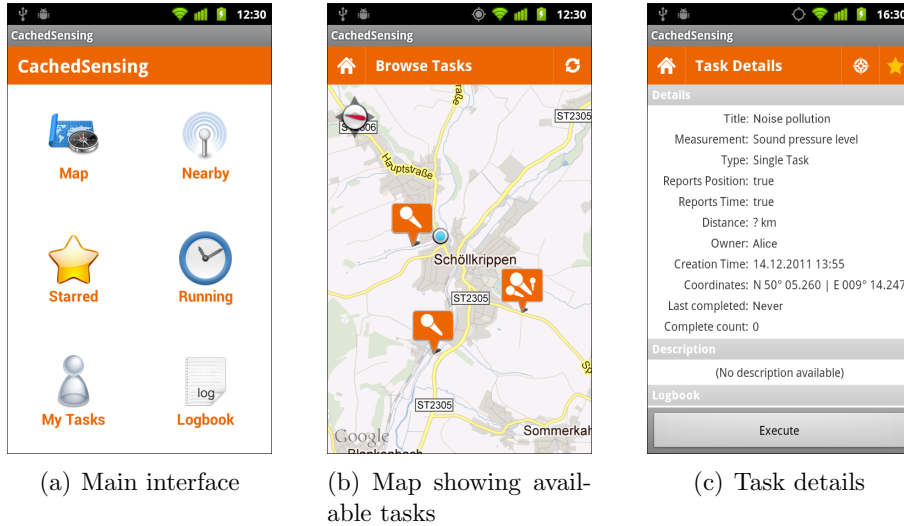 12:30
CachedSensing
CachedSensing
Map
Nearby
Starred
Running
log
My Tasks
Logbook
(a) Main interface
12:30
CachedSensing
Browse Tasks
ST2305
Hauptstraße
Schöllkrippen
ST2305
ST2305
Google
Sommerkah
Blankenbach
(b) Map showing avail-
able tasks
16:30
CachedSensing
Task Details
Details
Title: Noise pollution
Measurement: Sound pressure level
Type: Single Task
Reports Position: true
Reports Time: true
Distance: ? km
Owner: Alice
Creation Time: 14.12.2011 13:55
Coordinates: N 50° 05.260 | E 009° 14.247
Last completed: Never
Complete count: 0
Description
(No description available)
Logbook
Execute
(c) Task details